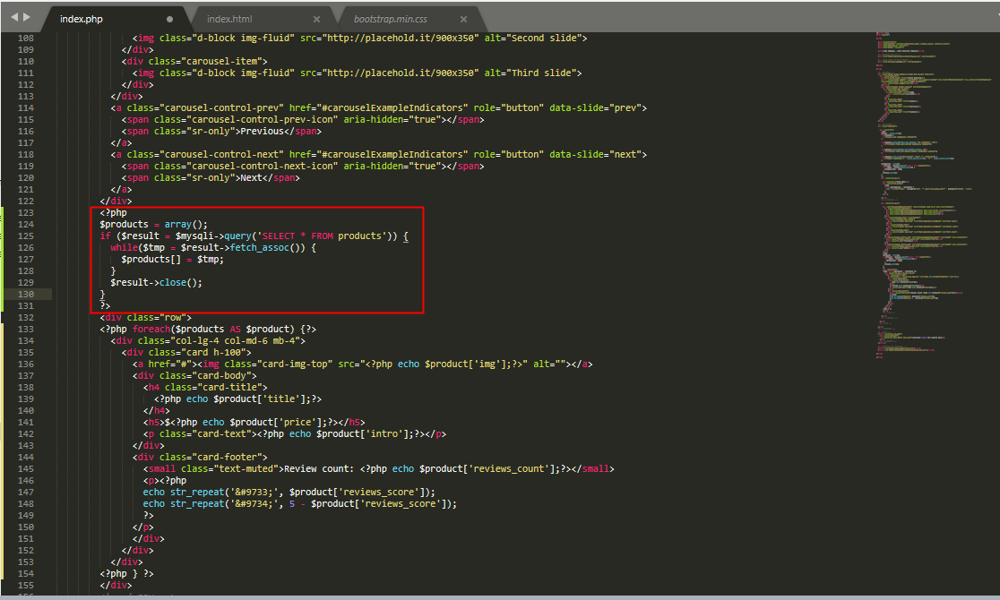 index.php
index.html
bootstrap.min.css
108 <img class="d-block img-fluid" src="http://placehold.it/900x350" alt="Second slide">
109 </div>
110 <div class="carousel-item">
111 <img class="d-block img-fluid" src="http://placehold.it/900x350" alt="Third slide">
112 </div>
113 </div>
114 <a class="carousel-control-prev" href="#carouselExampleIndicators" role="button" data-slide="prev">
115 <span class="carousel-control-prev-icon" aria-hidden="true"></span>
116 <span class="sr-only">Previous</span>
117 </a>
118 <a class="carousel-control-next" href="#carouselExampleIndicators" role="button" data-slide="next">
119 <span class="carousel-control-next-icon" aria-hidden="true"></span>
120 <span class="sr-only">Next</span>
121 </a>
122 </div>
123 <?php
124 $products = array();
125 if ($result = $mysqli->query('SELECT * FROM products')) {
126 while($tmp = $result->fetch_assoc()) {
127 $products[] = $tmp;
128 }
129 $result->close();
130 }
131 ?>
132 <div class="row">
133 <?php foreach($products AS $product) {?>
134 <div class="col-lg-4 col-md-6 mb-4">
135 <div class="card h-100">
136 <a href="#"><img class="card-img-top" src="<?php echo $product['img'];?>" alt=""></a>
137 <div class="card-body">
138 <h4 class="card-title">
139 <?php echo $product['title'];?>
140 </h4>
141 <h5>$<?php echo $product['price'];?></h5>
142 <p class="card-text"><?php echo $product['intro'];?></p>
143 </div>
144 <div class="card-footer">
145 <small class="text-muted">Review count: <?php echo $product['reviews_count'];?></small>
146 <p><?php
147 echo str_repeat('&#9733;', $product['reviews_score']);
148 echo str_repeat('&#9734;', 5 - $product['reviews_score']);
149 ?>
150 </p>
151 </div>
152 </div>
153 </div>
154 <?php } ?>
155 </div>